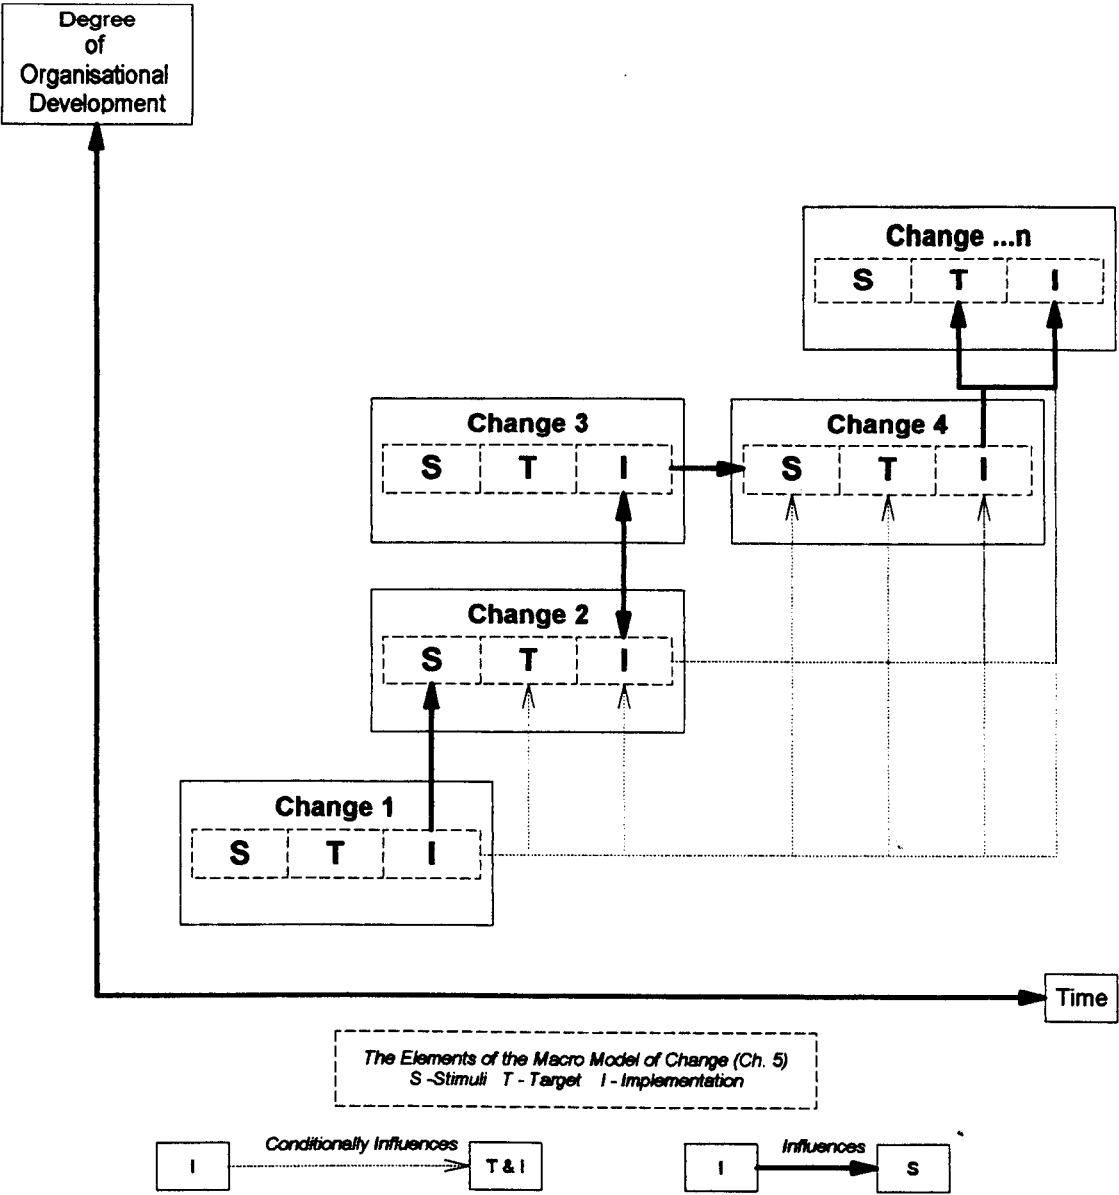 Degree
of
Organisational
Development
Change ...n
S T I
Change 3
S T I
Change 4
S T I
Change 2
S T I
Change 1
S T I
Time
The Elements of the Macro Model of Change (Ch. 5)
S -Stimuli T - Target I - Implementation
I Conditionally Influences T & I
I Influences S